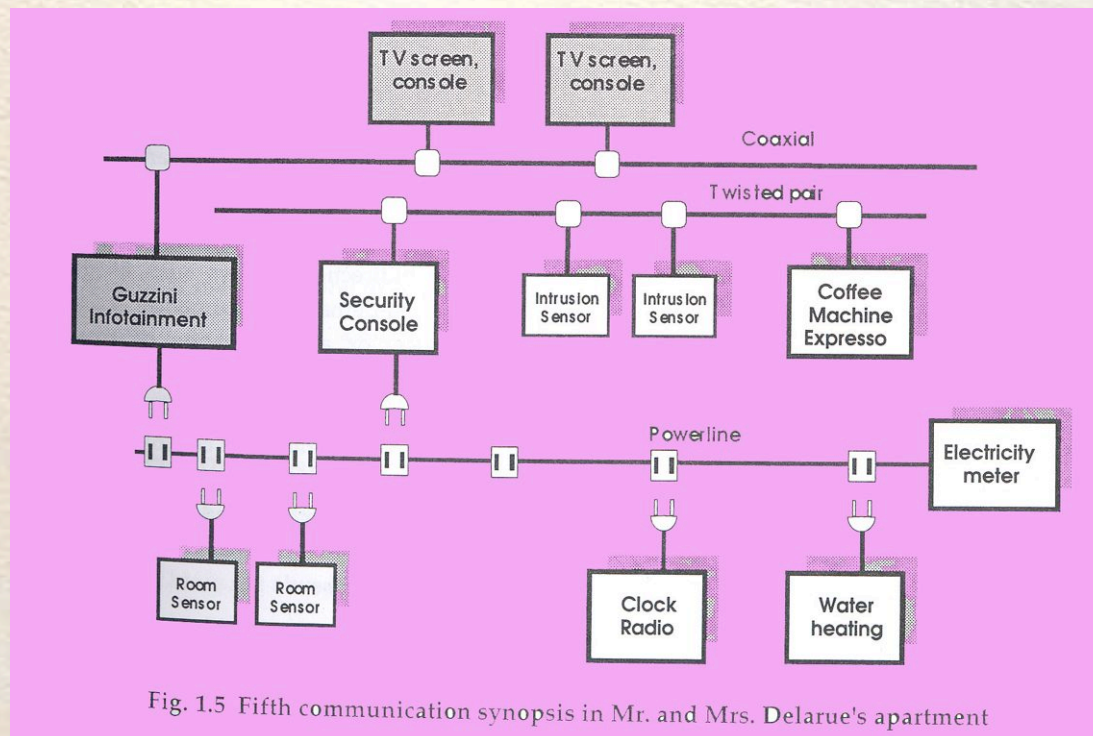 TV screen,
console
TV screen,
console
Coaxial
Twisted pair
Guzzini
Infotainment
Security
Console
Intrusion
Sensor
Intrusion
Sensor
Coffee
Machine
Expresso
Powerline
Electricity
meter
Room
Sensor
Room
Sensor
Clock
Radio
Water
heating
Fig. 1.5 Fifth communication synopsis in Mr. and Mrs. Delarue's apartment